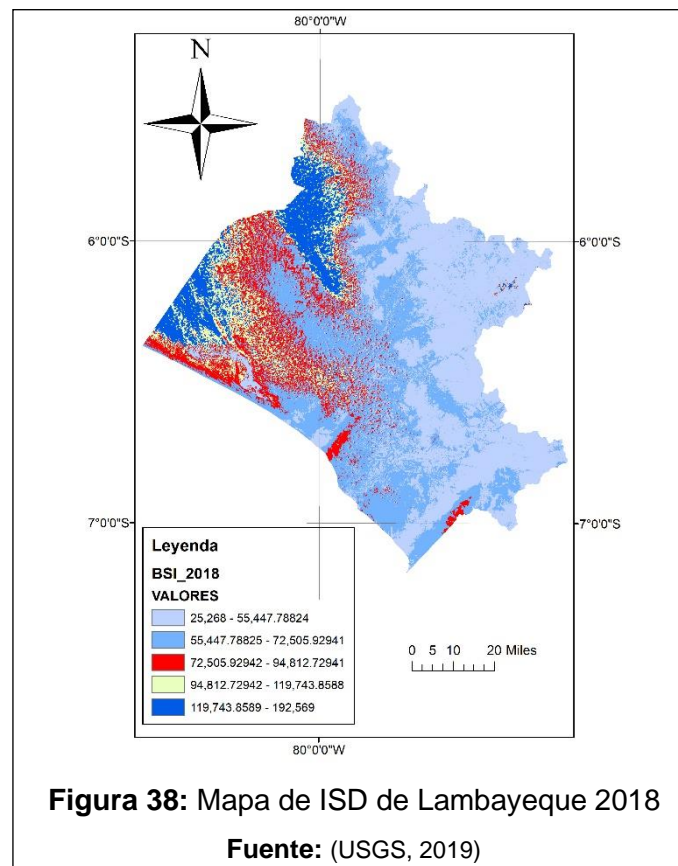 80°0'0"W
N
6°0'0"S
6°0'0"S
7°0'0"S
7°0'0"S
Leyenda
BSI_2018
VALORES
25,268 - 55,447.78824
55,447.78825 - 72,505.92941
72,505.92942 - 94,812.72941
94,812.72942 - 119,743.8588
119,743.8589 - 192,569
0 5 10 20 Miles
80°0'0"W
Figura 38: Mapa de ISD de Lambayeque 2018
Fuente: (USGS, 2019)